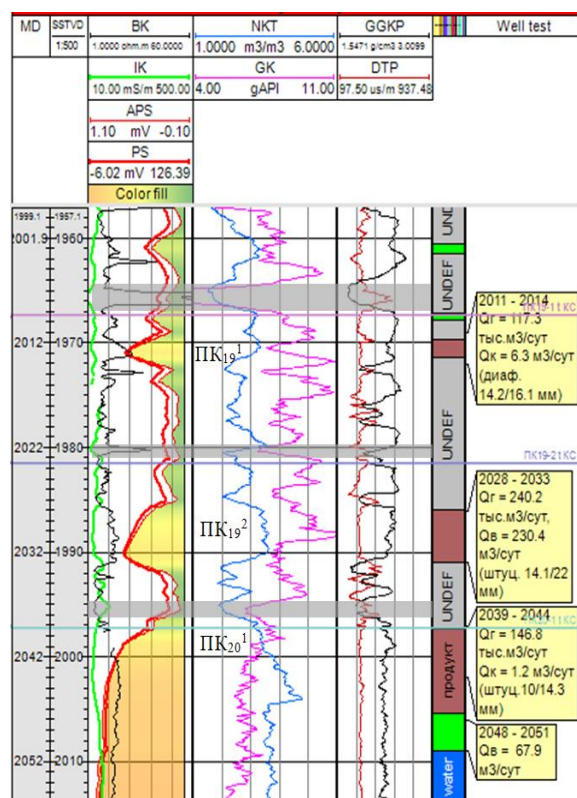 MD SSTVD BK NKT GGKP Well test
1:500 1.0000 ohm.m 60.0000 1.0000 m3/m3 6.0000 1.5471 g/cm3 3.0099
IK GK DTP
10.00 mS/m 500.00 4.00 gAPI 11.00 97.50 us/m 937.48
APS
1.10 mV -0.10
PS
-6.02 mV 126.39
Color fill
1999.1 1957.1
2001.9 1960
UNDEF
2011 - 2014
Qг = 117.3
тыс.м3/сут
Qк = 6.3 м3/сут
(диаф.
14.2/16.1 мм)
1970
2012
ПК19¹
2022 1980
UNDEF
ПК19-21 КС
2028 - 2033
Qг = 240.2
тыс.м3/сут,
Qв = 230.4
м3/сут
(штуц. 14.1/22
мм)
ПК19²
2032 1990
UNDEF
2039 - 2044
Qг = 146.8
тыс.м3/сут
Qк = 1.2 м3/сут
(штуц.10/14.3
мм)
ПК20¹
2042 2000
продукт
2048 - 2051
Qв = 67.9
м3/сут
2052 2010
water